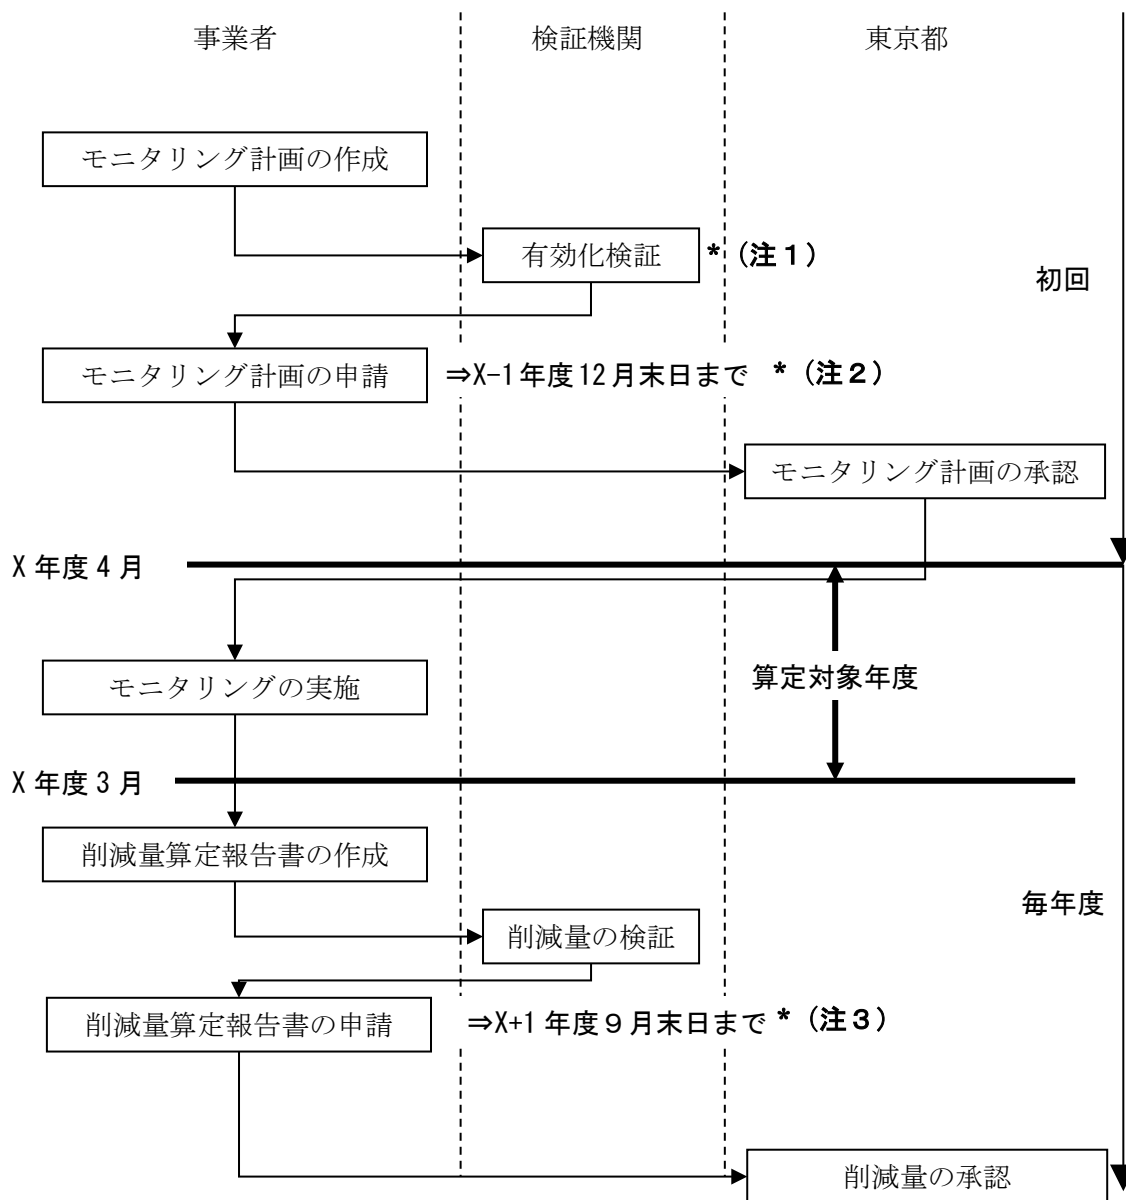 事業者 検証機関 東京都
モニタリング計画の作成
有効化検証 *（注１）
初回
モニタリング計画の申請 ⇒X-1年度12月末日まで *（注２）
モニタリング計画の承認
X 年度 4 月
モニタリングの実施
算定対象年度
X 年度 3 月
削減量算定報告書の作成
毎年度
削減量の検証
削減量算定報告書の申請 ⇒X+1 年度９月末日まで *（注３）
削減量の承認